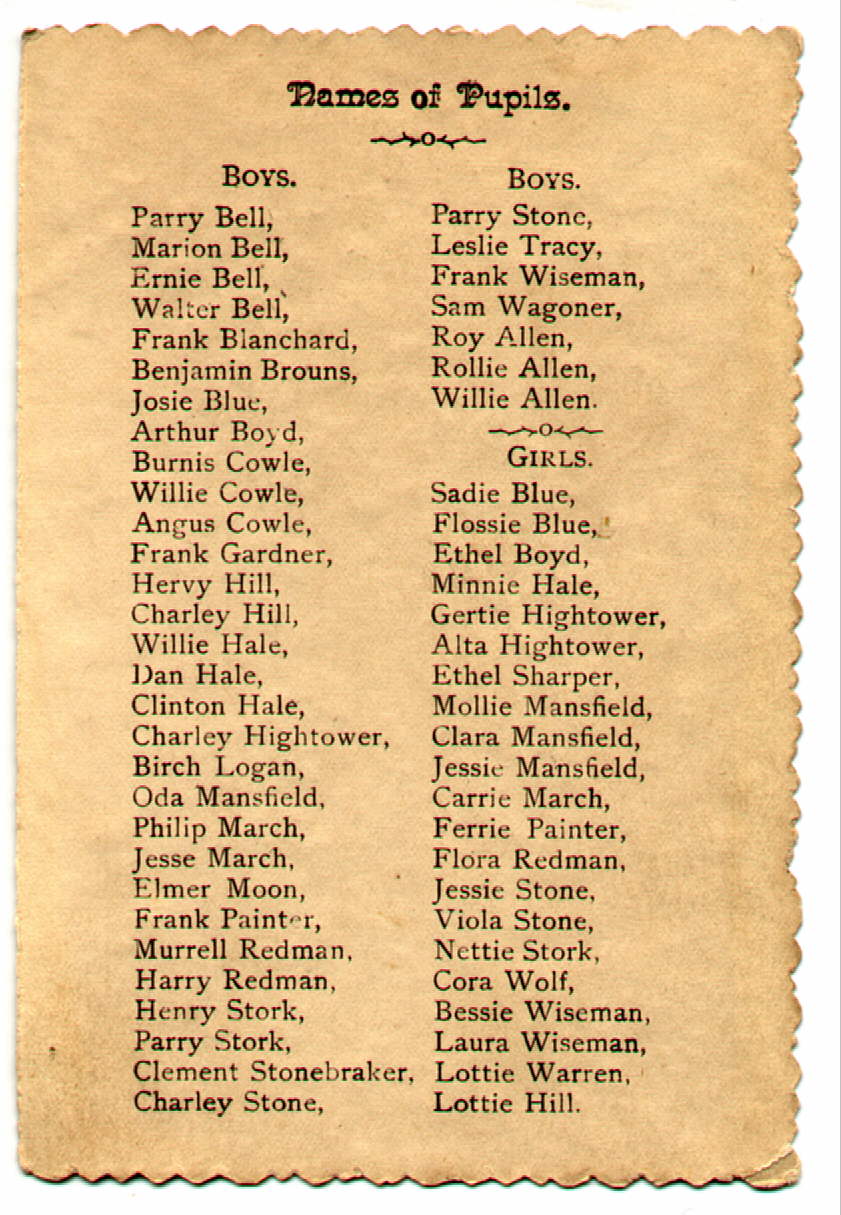 Names of Pupils.
BOYS.
Parry Bell,
Marion Bell,
Ernie Bell,
Walter Bell,
Frank Blanchard,
Benjamin Brouns,
Josie Blue,
Arthur Boyd,
Burnis Cowle,
Willie Cowle,
Angus Cowle,
Frank Gardner,
Hervy Hill,
Charley Hill,
Willie Hale,
Dan Hale,
Clinton Hale,
Charley Hightower,
Birch Logan,
Oda Mansfield,
Philip March,
Jesse March,
Elmer Moon,
Frank Painter,
Murrell Redman,
Harry Redman,
Henry Stork,
Parry Stork,
Clement Stonebraker,
Charley Stone,
BOYS.
Parry Stone,
Leslie Tracy,
Frank Wiseman,
Sam Wagoner,
Roy Allen,
Rollie Allen,
Willie Allen.
GIRLS.
Sadie Blue,
Flossie Blue,
Ethel Boyd,
Minnie Hale,
Gertie Hightower,
Alta Hightower,
Ethel Sharper,
Mollie Mansfield,
Clara Mansfield,
Jessie Mansfield,
Carrie March,
Ferrie Painter,
Flora Redman,
Jessie Stone,
Viola Stone,
Nettie Stork,
Cora Wolf,
Bessie Wiseman,
Laura Wiseman,
Lottie Warren,
Lottie Hill.